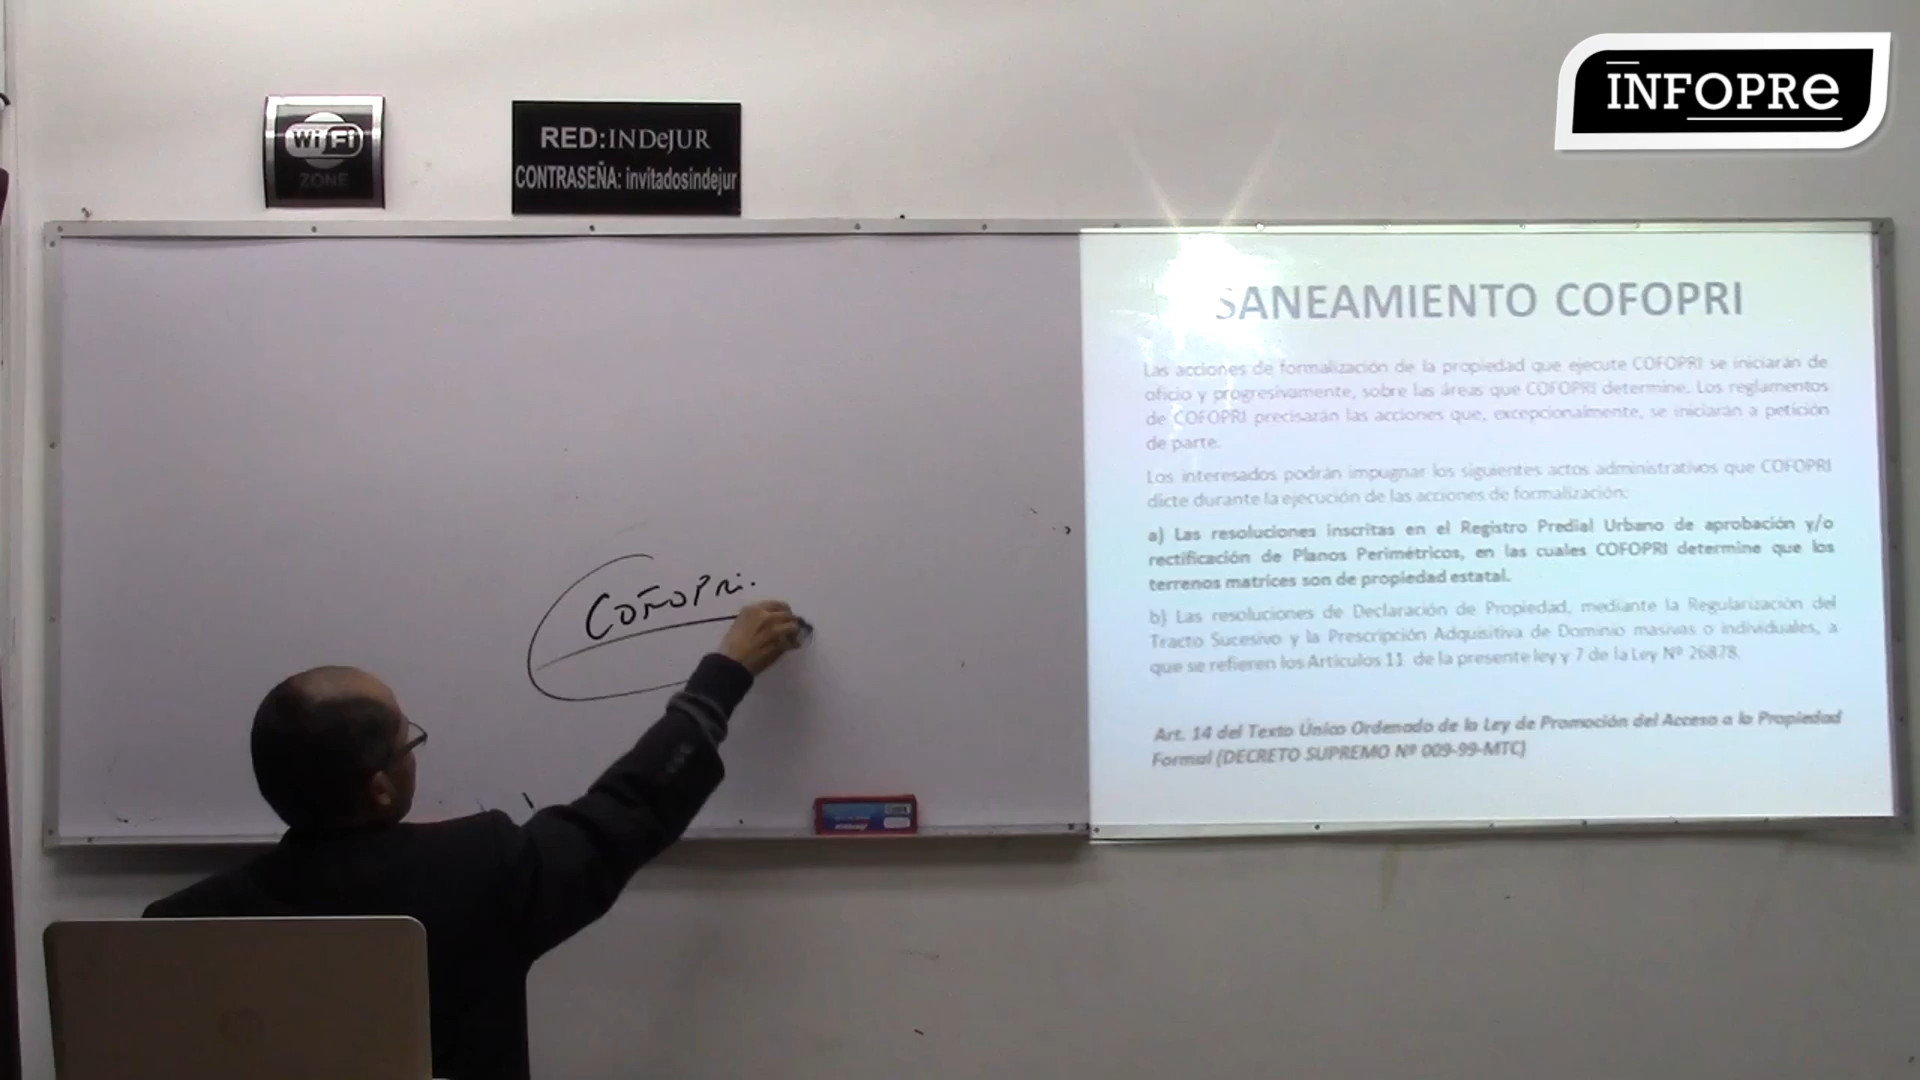 INFOPRe
WiFi
ZONE
RED:INDeJUR
CONTRASEÑA: invitadosindejur
COFOPRi.
SANEAMIENTO COFOPRI
Las acciones de formalización de la propiedad que ejecute COFOPRI se iniciarán de
oficio y progresivamente, sobre las áreas que COFOPRI determine. Los reglamentos
de COFOPRI precisarán las acciones que, excepcionalmente, se iniciarán a petición
de parte.
Los interesados podrán impugnar los siguientes actos administrativos que COFOPRI
dicte durante la ejecución de las acciones de formalización:
a) Las resoluciones inscritas en el Registro Predial Urbano de aprobación y/o
rectificación de Planos Perimétricos, en las cuales COFOPRI determine que los
terrenos matrices son de propiedad estatal.
b) Las resoluciones de Declaración de Propiedad, mediante la Regularización del
Tracto Sucesivo y la Prescripción Adquisitiva de Dominio masivas o individuales, a
que se refieren los Artículos 11 de la presente ley y 7 de la Ley Nº 26878.
Art. 14 del Texto Único Ordenado de la Ley de Promoción del Acceso a la Propiedad
Formal (DECRETO SUPREMO Nº 009-99-MTC)